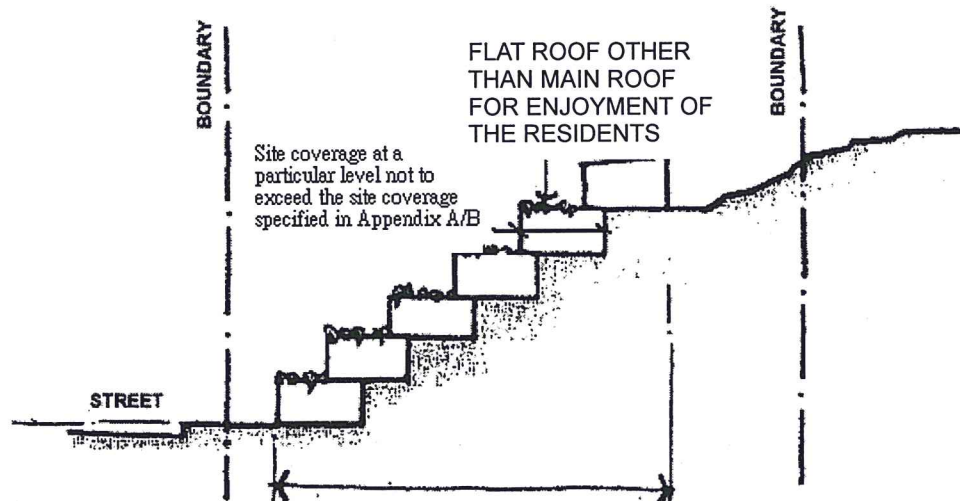 BOUNDARY
FLAT ROOF OTHER
THAN MAIN ROOF
FOR ENJOYMENT OF
THE RESIDENTS
BOUNDARY
Site coverage at a
particular level not to
exceed the site coverage
specified in Appendix A/B
STREET